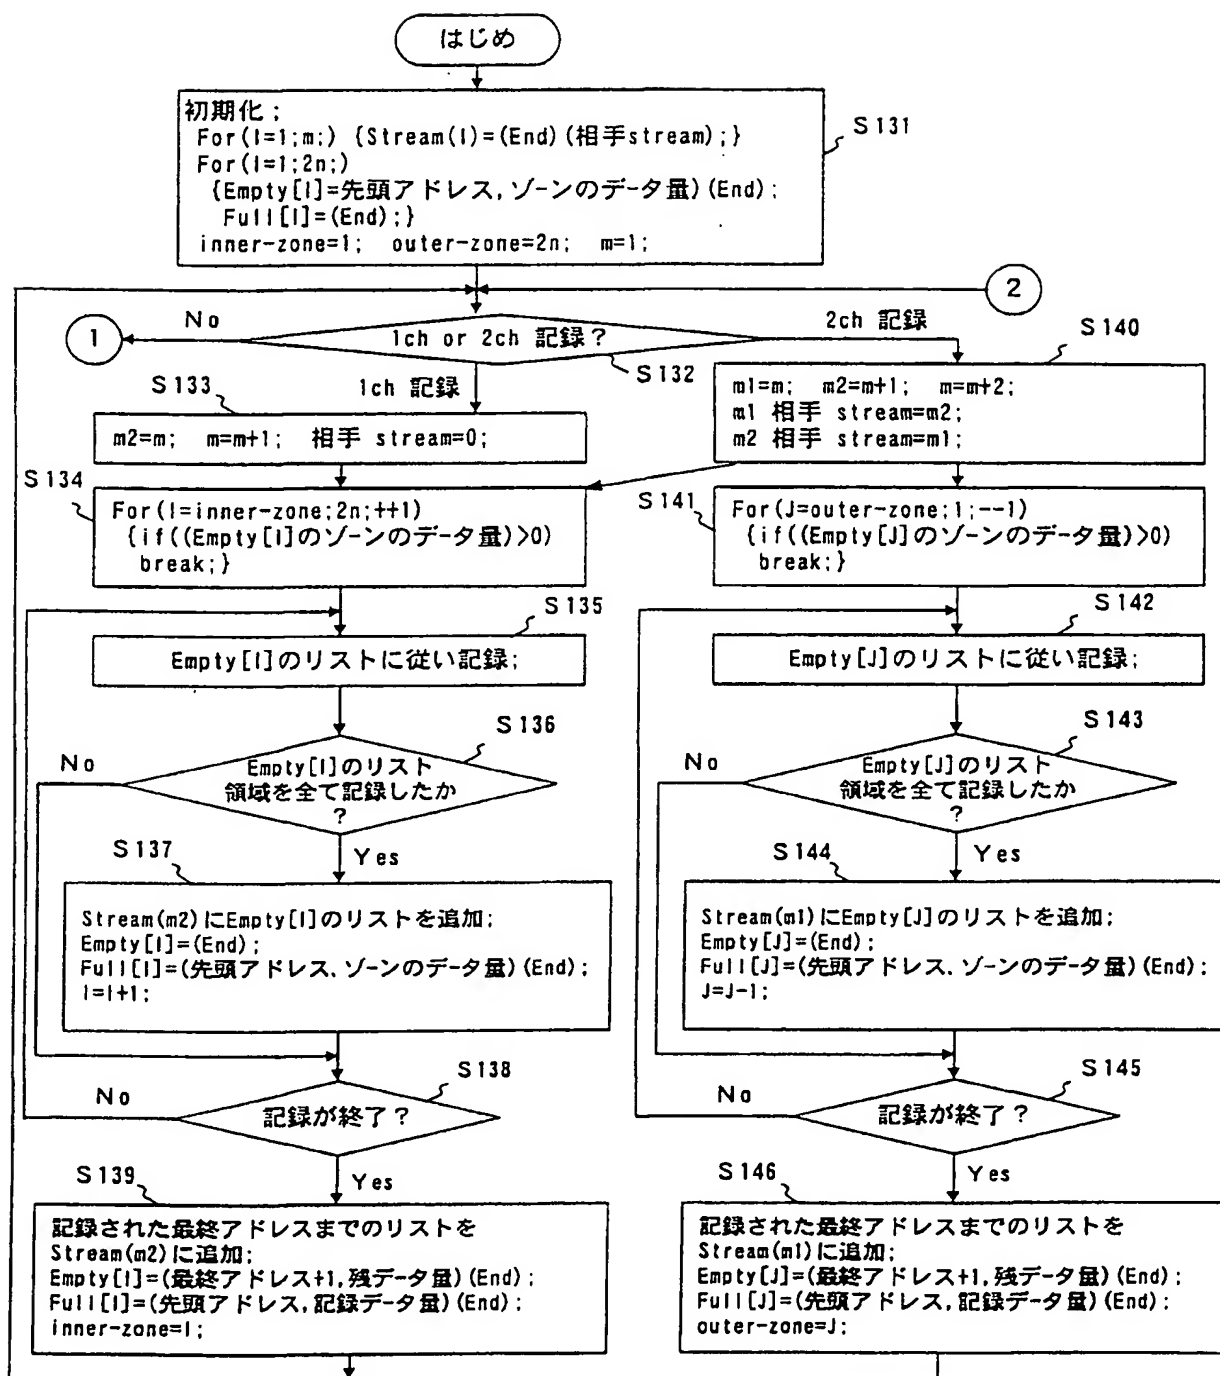 はじめ
初期化;
For(I=1;m;) {Stream(I)=(End)(相手stream);}
For(I=1;2n;)
{Empty[I]=先頭アドレス,ゾーンのデータ量)(End);
Full[I]=(End);}
inner-zone=1; outer-zone=2n; m=1;
S131
2
1
No
1ch or 2ch 記録?
2ch 記録
S132
S133
1ch 記録
m2=m; m=m+1; 相手 stream=0;
S140
m1=m; m2=m+1; m=m+2;
m1 相手 stream=m2;
m2 相手 stream=m1;
S134
For(I=inner-zone;2n;++1)
{if((Empty[I]のゾーンのデータ量)>0)
break;}
S141
For(J=outer-zone;1;--1)
{if((Empty[J]のゾーンのデータ量)>0)
break;}
S135
Empty[I]のリストに従い記録;
S142
Empty[J]のリストに従い記録;
S136
No
Empty[I]のリスト
領域を全て記録したか
?
Yes
S143
No
Empty[J]のリスト
領域を全て記録したか
?
Yes
S137
Stream(m2)にEmpty[I]のリストを追加;
Empty[I]=(End);
Full[I]=(先頭アドレス,ゾーンのデータ量)(End);
I=I+1;
S144
Stream(m1)にEmpty[J]のリストを追加;
Empty[J]=(End);
Full[J]=(先頭アドレス,ゾーンのデータ量)(End);
J=J-1;
S138
No
記録が終了?
Yes
S145
No
記録が終了?
Yes
S139
記録された最終アドレスまでのリストを
Stream(m2)に追加;
Empty[I]=(最終アドレス+1,残データ量)(End);
Full[I]=(先頭アドレス,記録データ量)(End);
inner-zone=I;
S146
記録された最終アドレスまでのリストを
Stream(m1)に追加;
Empty[J]=(最終アドレス+1,残データ量)(End);
Full[J]=(先頭アドレス,記録データ量)(End);
outer-zone=J;